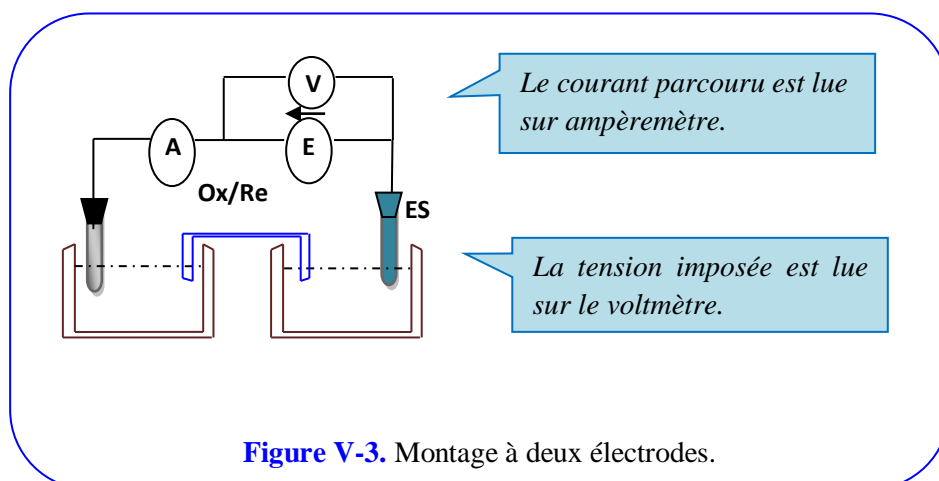 V
Le courant parcouru est lue
sur ampèremètre.
A
E
Ox/Re
ES
La tension imposée est lue
sur le voltmètre.
Figure V-3. Montage à deux électrodes.